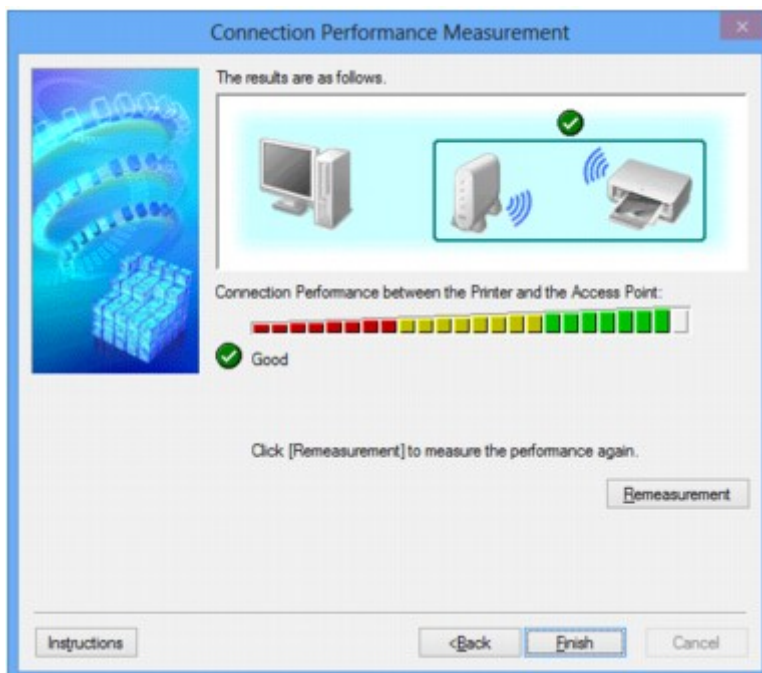 Connection Performance Measurement
The results are as follows.
Connection Performance between the Printer and the Access Point:
Good
Click [Remeasurement] to measure the performance again.
Remeasurement
Instructions
<Back
Finish
Cancel